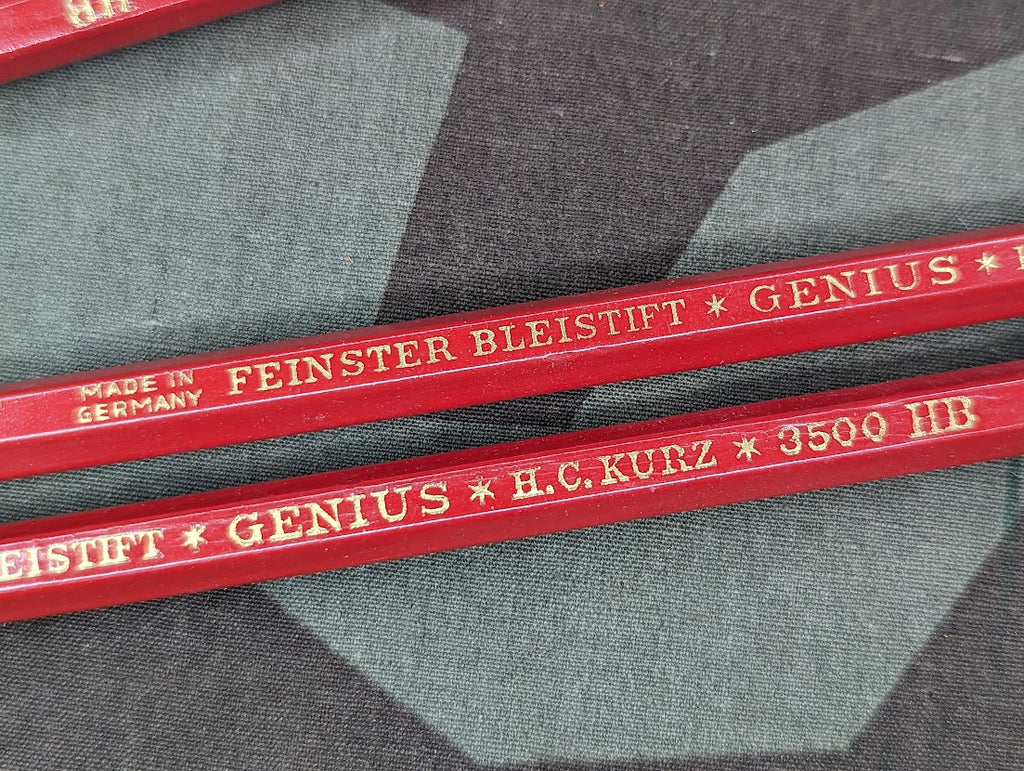 HB
MADE IN
GERMANY
FEINSTER BLEISTIFT * GENIUS *
EISTIFT * GENIUS * H.C. KURZ * 3500 HB